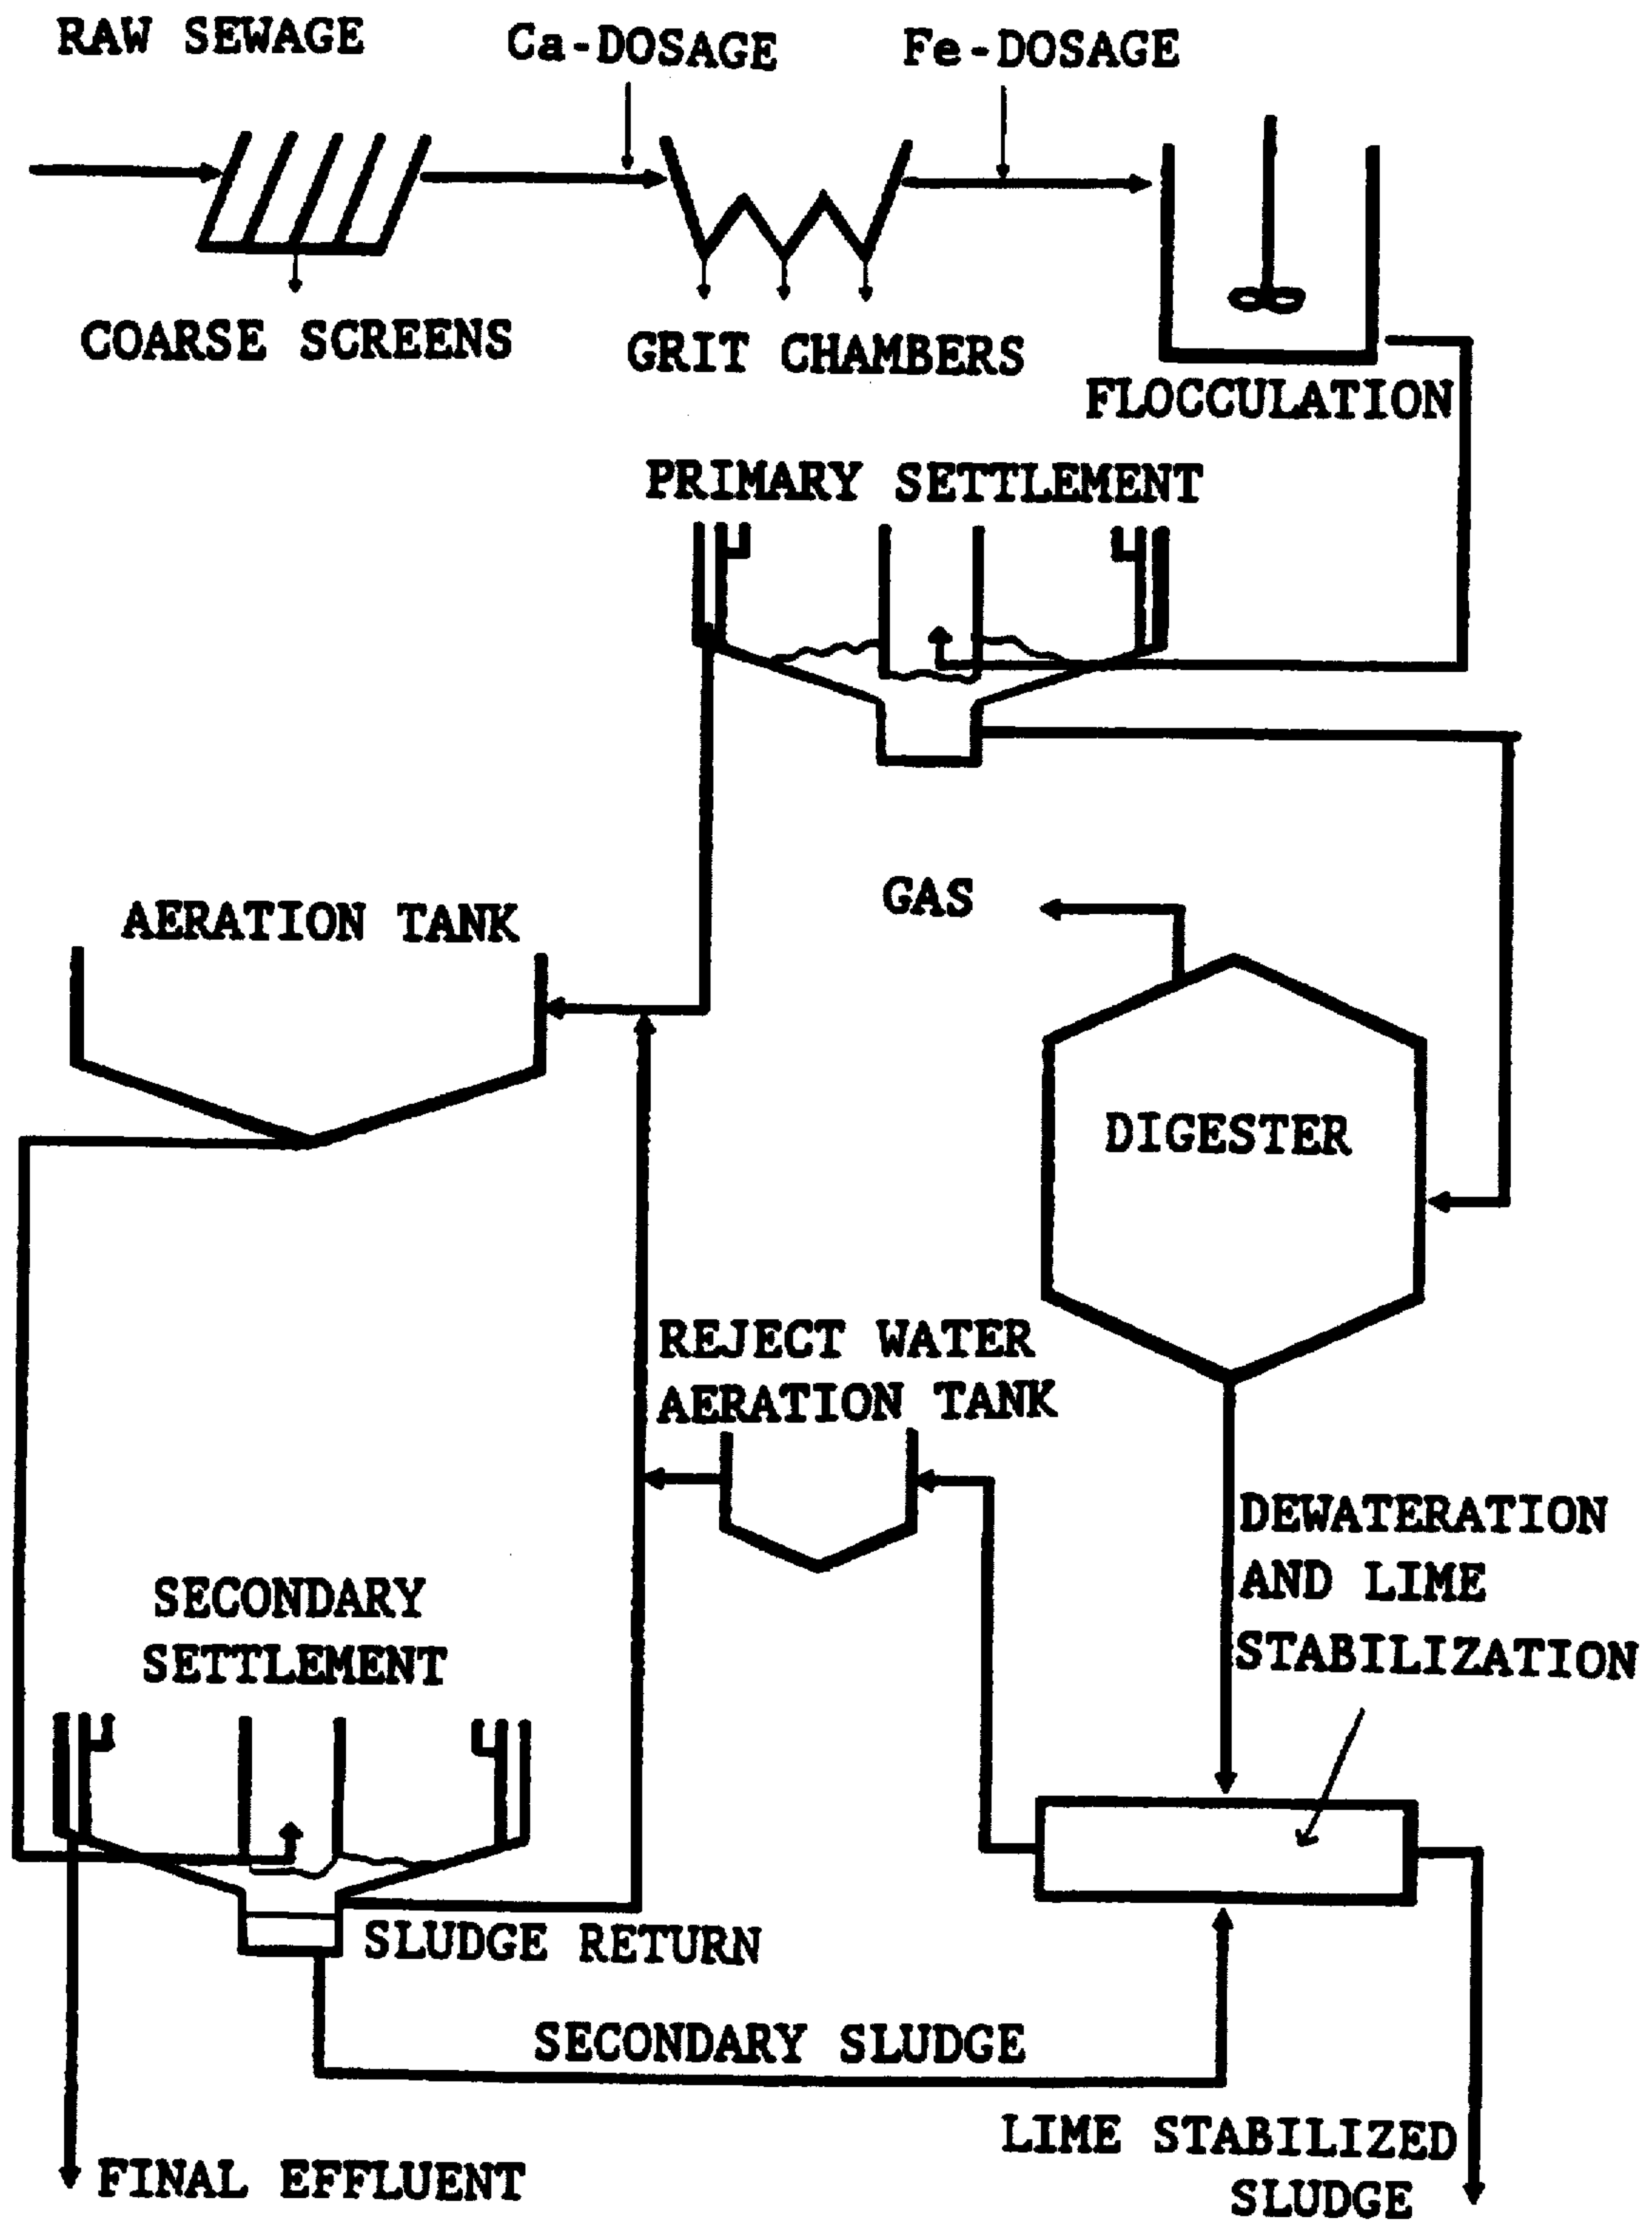 RAW SEWAGE
Ca-DOSAGE
Fe-DOSAGE
COARSE SCREENS
GRIT CHAMBERS
FLOCCULATION
PRIMARY SETTLEMENT
GAS
AERATION TANK
DIGESTER
REJECT WATER
AERATION TANK
DEWATERATION
AND LIME
STABILIZATION
SECONDARY
SETTLEMENT
SLUDGE RETURN
SECONDARY SLUDGE
LIME STABILIZED
SLUDGE
FINAL EFFLUENT